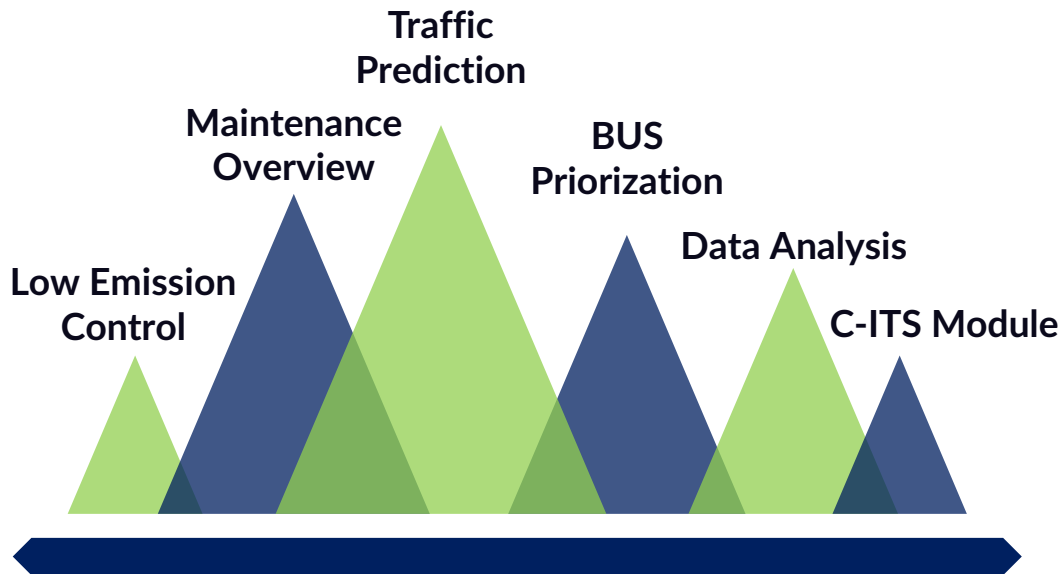 Traffic
Prediction
Maintenance
Overview
BUS
Priorization
Data Analysis
Low Emission
Control
C-ITS Module